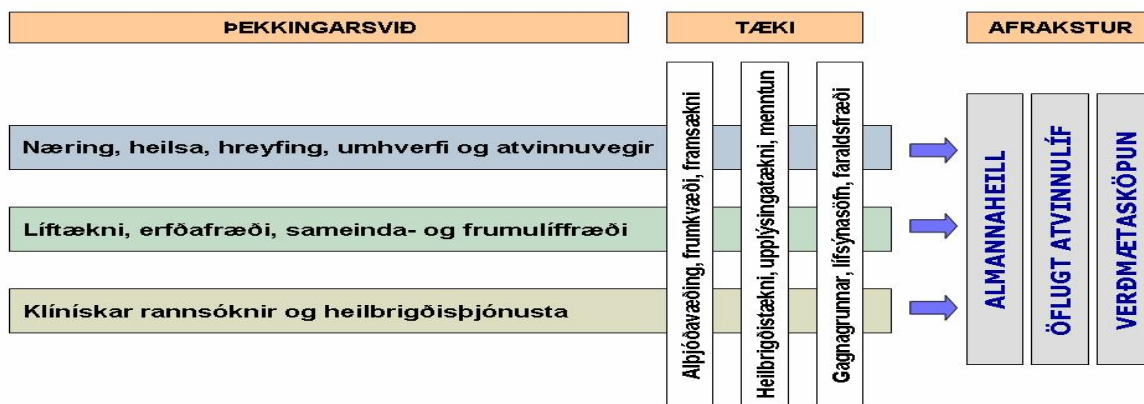 ÞEKKINGARSVIÐ
TÆKI
AFRAKSTUR
Næring, heilsa, hreyfing, umhverfi og atvinnuvegir
Líftækni, erfðafræði, sameinda- og frumulíffræði
Klínískar rannsóknir og heilbrigðisþjónusta
Alþjóðavæðing, frumkvæði, framsækni
Heilbrigðistækni, upplýsingatækni, menntun
Gagnagrunnar, lífsýnasöfn, faraldsfræði
ALMANNAHEILL
ÖFLUGT ATVINNULÍF
VERÐMÆTASKÖPUN